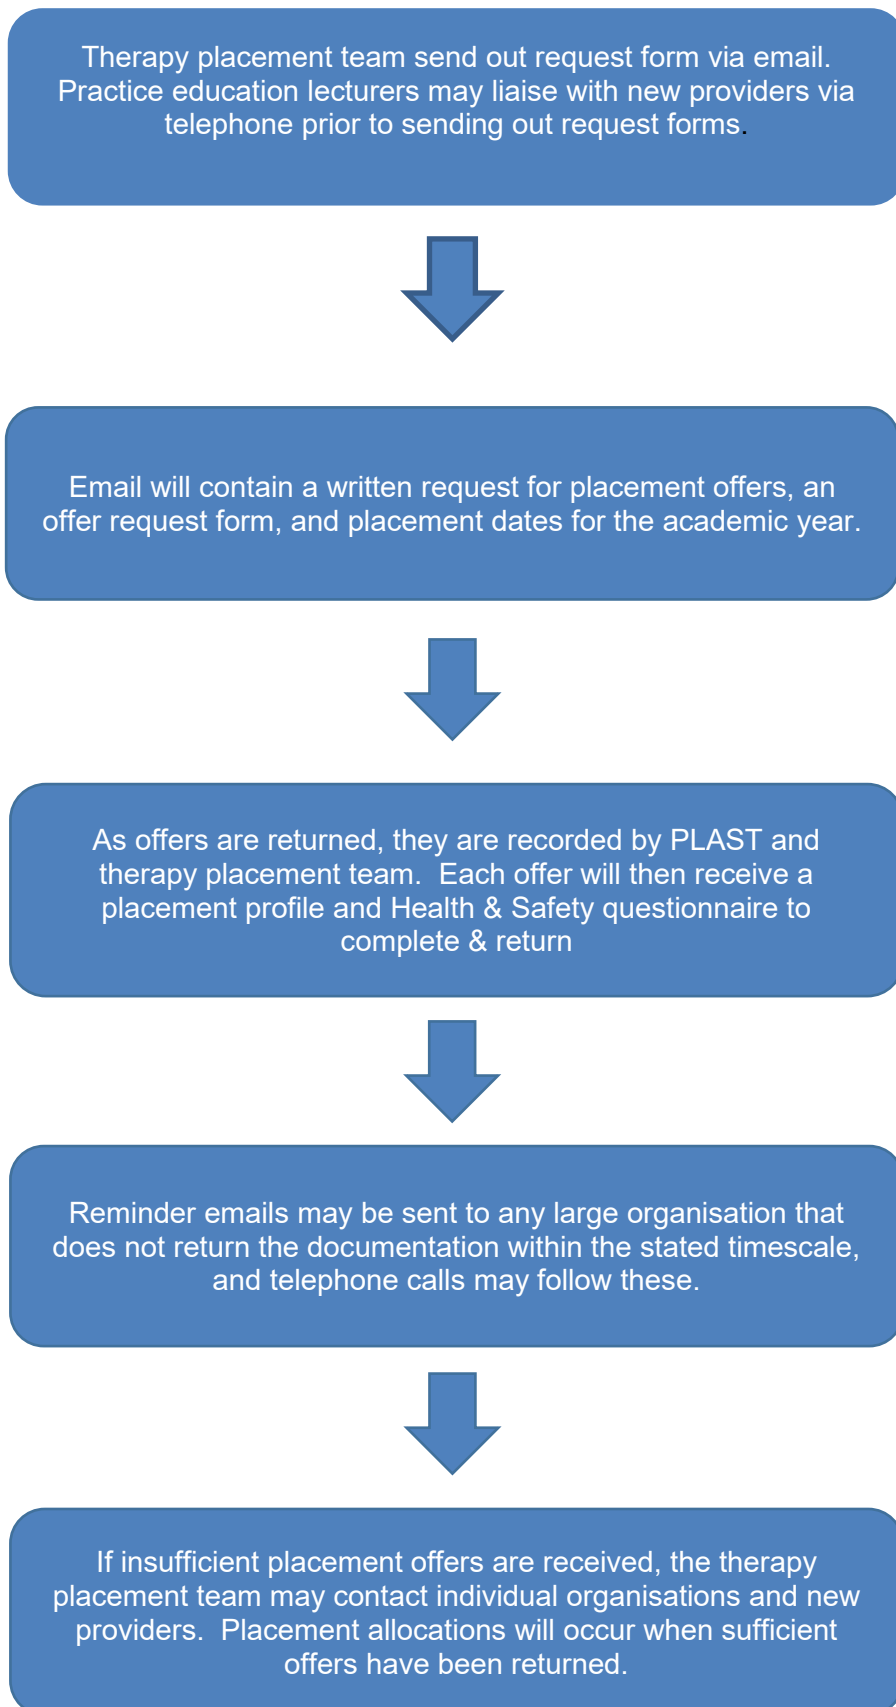 Therapy placement team send out request form via email.
Practice education lecturers may liaise with new providers via
telephone prior to sending out request forms.
Email will contain a written request for placement offers, an
offer request form, and placement dates for the academic year.
As offers are returned, they are recorded by PLAST and
therapy placement team.  Each offer will then receive a
placement profile and Health & Safety questionnaire to
complete & return
Reminder emails may be sent to any large organisation that
does not return the documentation within the stated timescale,
and telephone calls may follow these.
If insufficient placement offers are received, the therapy
placement team may contact individual organisations and new
providers.  Placement allocations will occur when sufficient
offers have been returned.